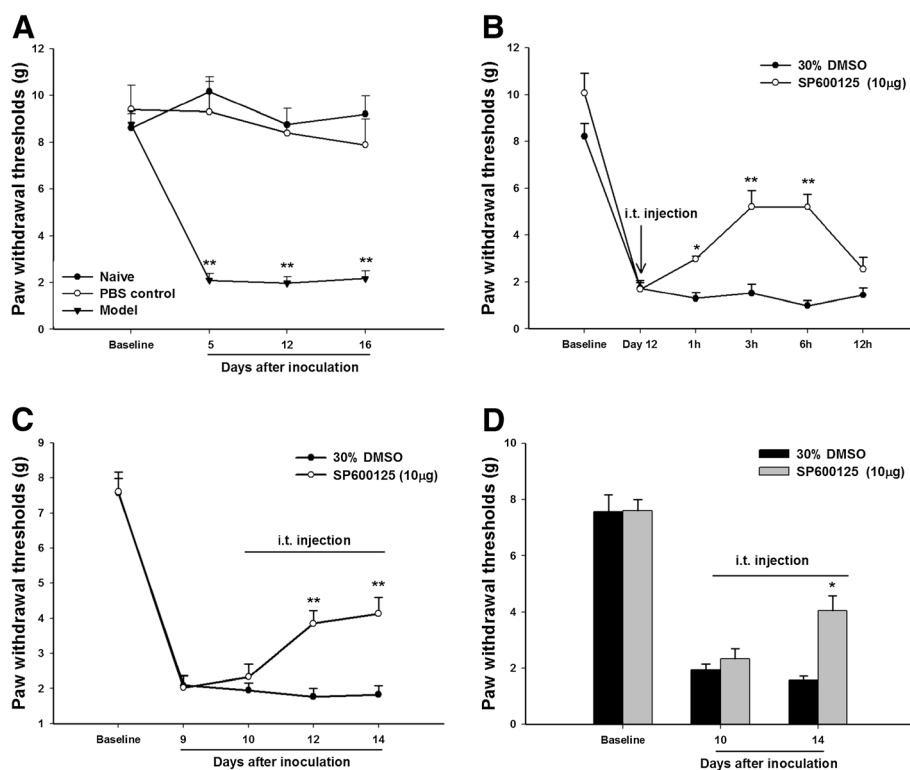 A
Paw withdrawal thresholds (g)
12
10
8
6
4
2
0
** ** **
Naive
PBS control
Model
Baseline 5 12 16
Days after inoculation
B
Paw withdrawal thresholds (g)
12
10
8
6
4
2
0
30% DMSO
SP600125 (10μg)
i.t. injection
* ** **
Baseline Day 12 1h 3h 6h 12h
C
Paw withdrawal thresholds (g)
9
8
7
6
5
4
3
2
1
30% DMSO
SP600125 (10μg)
i.t. injection
** **
Baseline 9 10 12 14
Days after inoculation
D
Paw withdrawal thresholds (g)
10
8
6
4
2
0
30% DMSO
SP600125 (10μg)
i.t. injection
*
Baseline 10 14
Days after inoculation